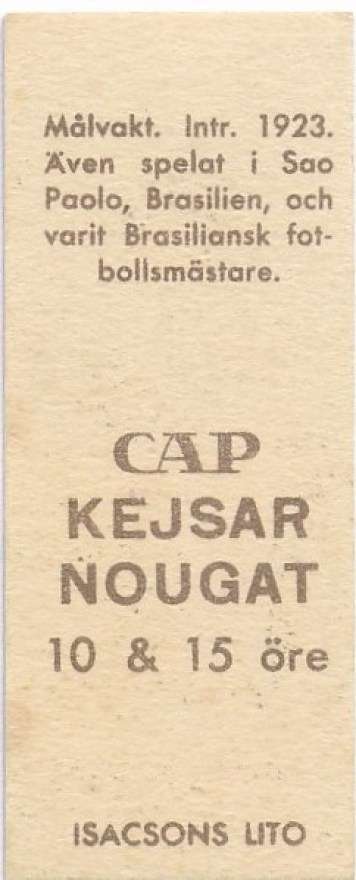 Målvakt. Intr. 1923.
Även spelat i Sao
Paolo, Brasilien, och
varit Brasiliansk fot-
bollsmästare.
CAP
KEJSAR
NOUGAT
10 & 15 öre
ISACSONS LITO